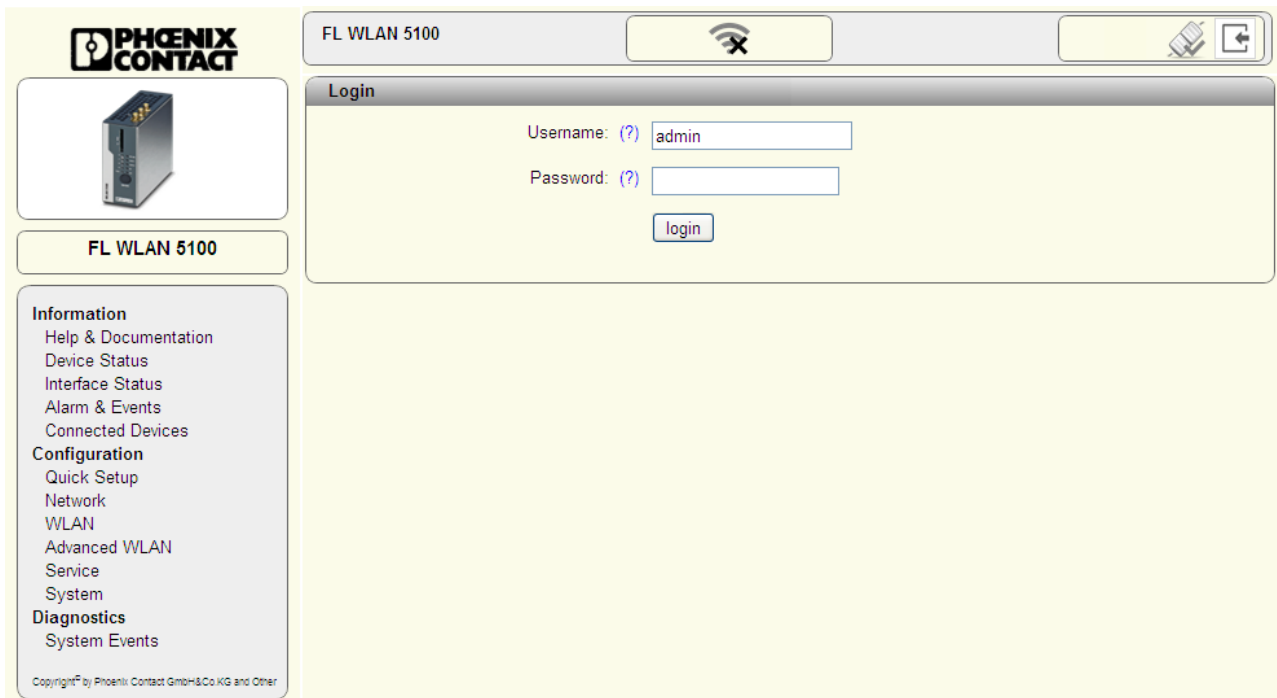 PHŒNIX
CONTACT
FL WLAN 5100
Information
Help & Documentation
Device Status
Interface Status
Alarm & Events
Connected Devices
Configuration
Quick Setup
Network
WLAN
Advanced WLAN
Service
System
Diagnostics
System Events
Copyright© by Phoenix Contact GmbH&Co.KG and Other
FL WLAN 5100
Login
Username: (?) admin
Password: (?)
login